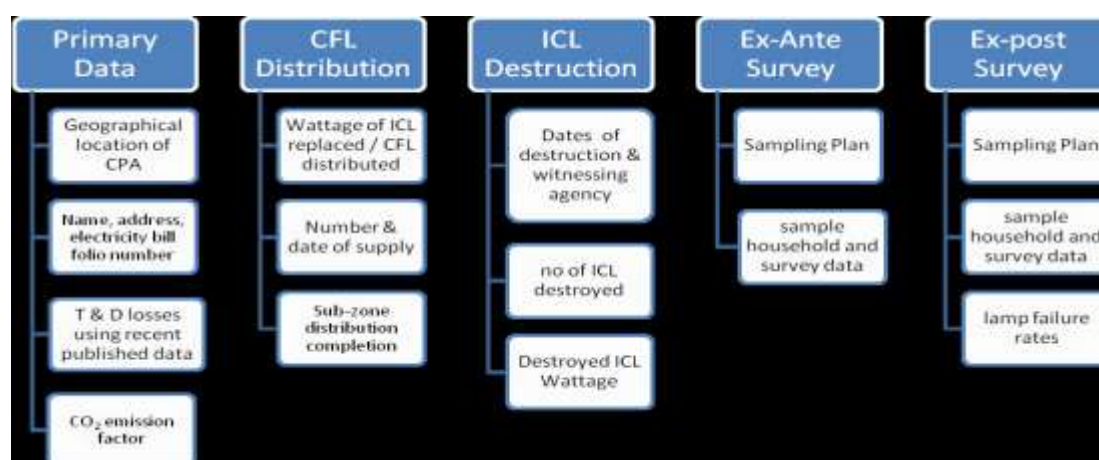 Primary
Data
Geographical
location of
CPA
Name, address,
electricity bill
folio number
T & D losses
using recent
published data
CO₂ emission
factor
CFL
Distribution
Wattage of ICL
replaced / CFL
distributed
Number &
date of supply
Sub-zone
distribution
completion
ICL
Destruction
Dates of
destruction &
witnessing
agency
no of ICL
destroyed
Destroyed ICL
Wattage
Ex-Ante
Survey
Sampling Plan
sample
household and
survey data
Ex-post
Survey
Sampling Plan
sample
household and
survey data
lamp failure
rates